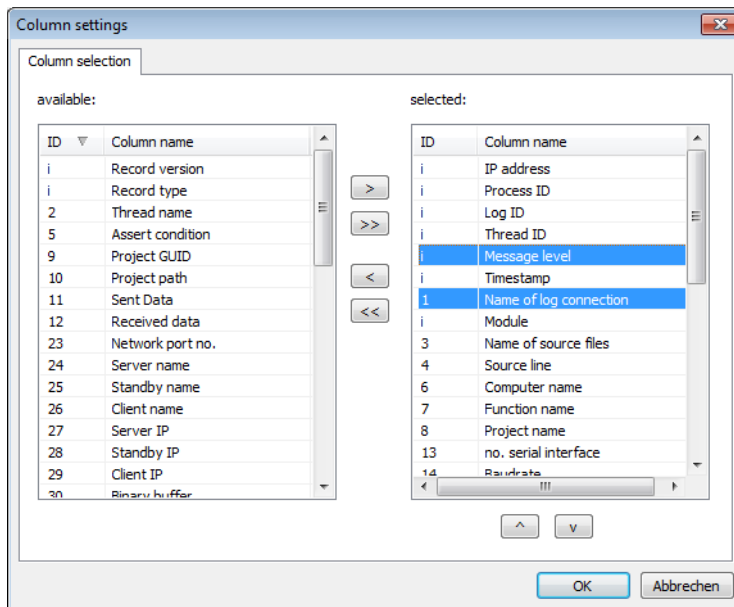 Column settings
Column selection
available:
selected:
ID Column name
i Record version
i Record type
2 Thread name
5 Assert condition
9 Project GUID
10 Project path
11 Sent Data
12 Received data
23 Network port no.
24 Server name
25 Standby name
26 Client name
27 Server IP
28 Standby IP
29 Client IP
30 Binary buffer
>
>>
<
<<
ID Column name
i IP address
i Process ID
i Log ID
i Thread ID
i Message level
i Timestamp
1 Name of log connection
i Module
3 Name of source files
4 Source line
6 Computer name
7 Function name
8 Project name
13 no. serial interface
14 Baudrate
^ v
OK Abbrechen